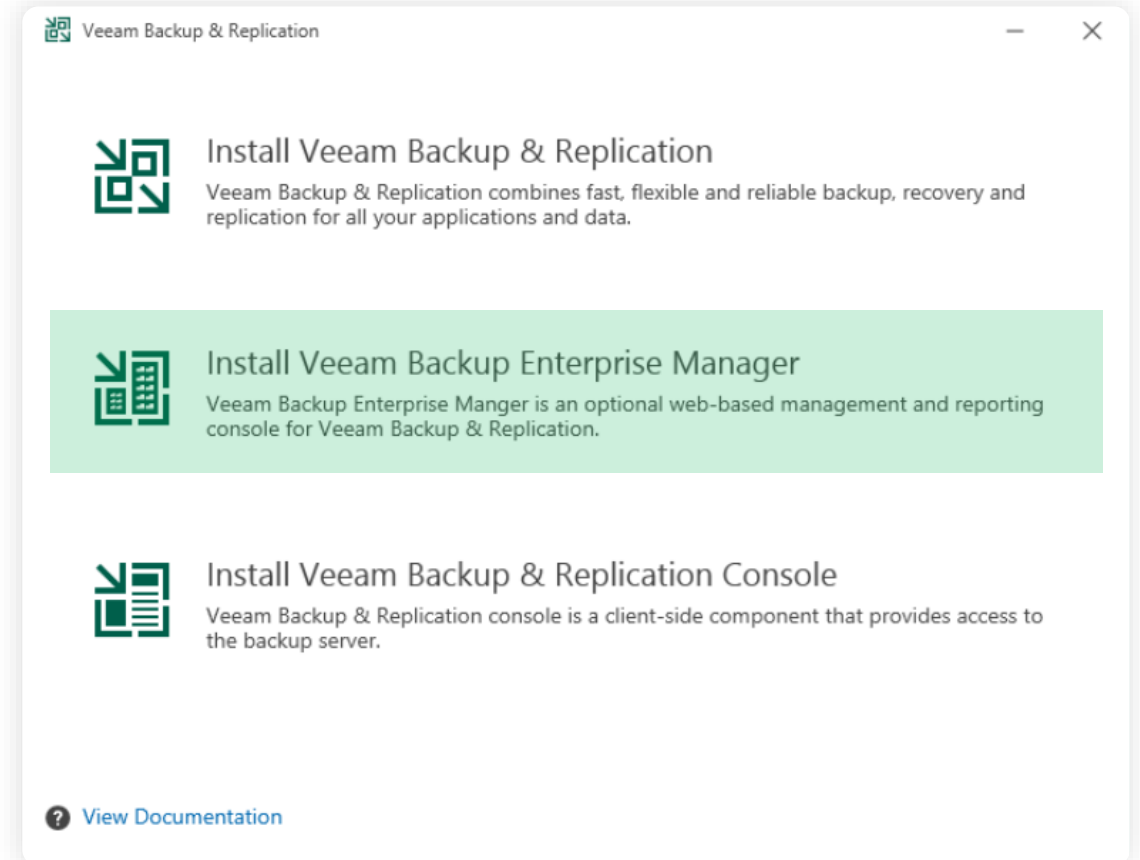 Veeam Backup & Replication
Install Veeam Backup & Replication
Veeam Backup & Replication combines fast, flexible and reliable backup, recovery and
replication for all your applications and data.
Install Veeam Backup Enterprise Manager
Veeam Backup Enterprise Manger is an optional web-based management and reporting
console for Veeam Backup & Replication.
Install Veeam Backup & Replication Console
Veeam Backup & Replication console is a client-side component that provides access to
the backup server.
? View Documentation